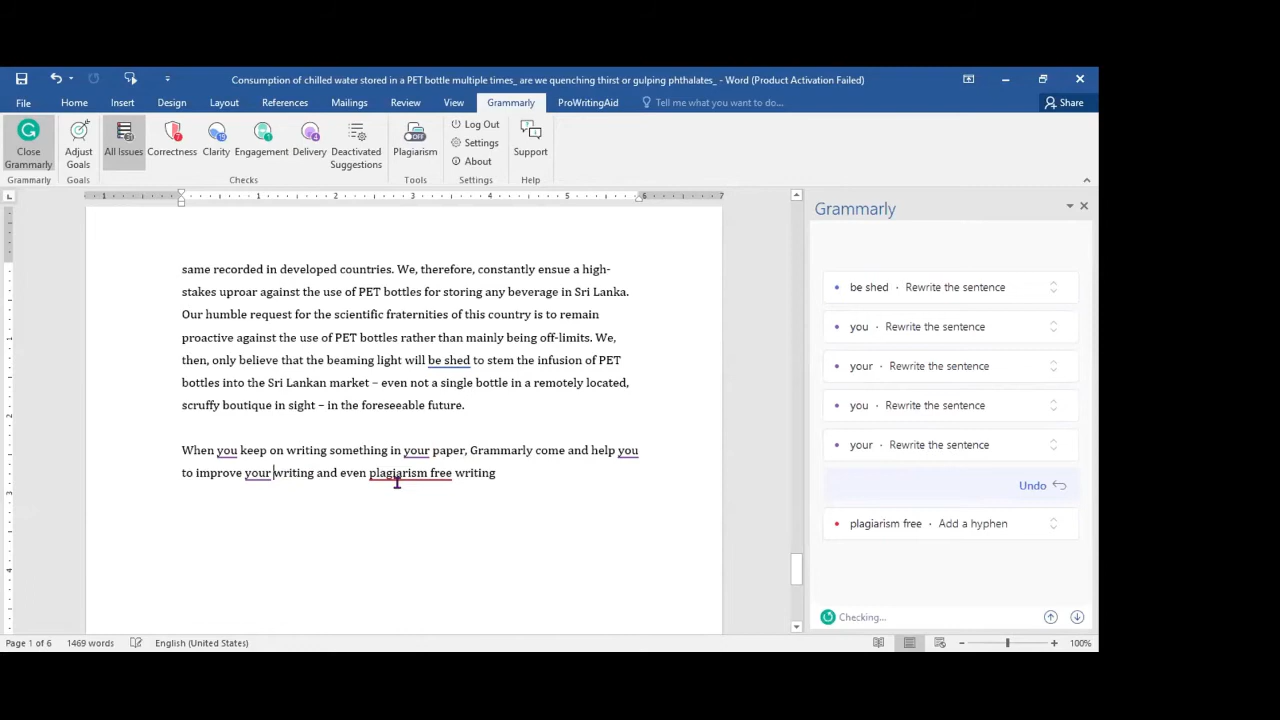 Consumption of chilled water stored in a PET bottle multiple times_ are we quenching thirst or gulping phthalates_ - Word (Product Activation Failed)
File Home Insert Design Layout References Mailings Review View Grammarly ProWritingAid Tell me what you want to do... Share
Close Grammarly
Adjust Goals
All Issues
Correctness
Clarity
Engagement
Delivery
Deactivated Suggestions
OFF
Plagiarism
Log Out
Settings
About
Support
Grammarly Goals Checks Tools Settings Help
1 1 2 3 4 5 6 7
Grammarly
same recorded in developed countries. We, therefore, constantly ensue a high-
stakes uproar against the use of PET bottles for storing any beverage in Sri Lanka.
Our humble request for the scientific fraternities of this country is to remain
proactive against the use of PET bottles rather than mainly being off-limits. We,
then, only believe that the beaming light will be shed to stem the infusion of PET
bottles into the Sri Lankan market – even not a single bottle in a remotely located,
scruffy boutique in sight – in the foreseeable future.
When you keep on writing something in your paper, Grammarly come and help you
to improve your writing and even plagiarism free writing
be shed · Rewrite the sentence
you · Rewrite the sentence
your · Rewrite the sentence
you · Rewrite the sentence
your · Rewrite the sentence
Undo
plagiarism free · Add a hyphen
Checking...
Page 1 of 6 1469 words English (United States) 100%